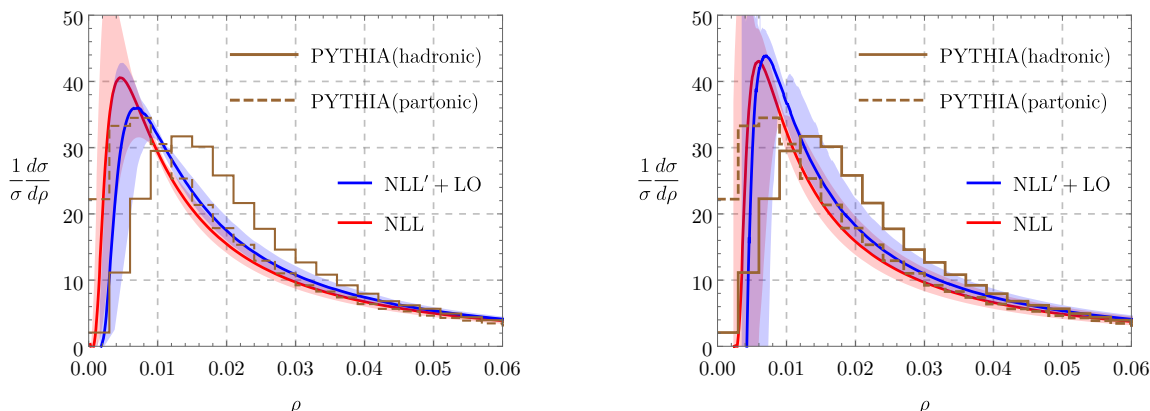 50
40
30
20
10
0
1/σ dσ/dρ
PYTHIA(hadronic)
PYTHIA(partonic)
NLL′ + LO
NLL
0.00 0.01 0.02 0.03 0.04 0.05 0.06
ρ
50
40
30
20
10
0
1/σ dσ/dρ
PYTHIA(hadronic)
PYTHIA(partonic)
NLL′ + LO
NLL
0.00 0.01 0.02 0.03 0.04 0.05 0.06
ρ